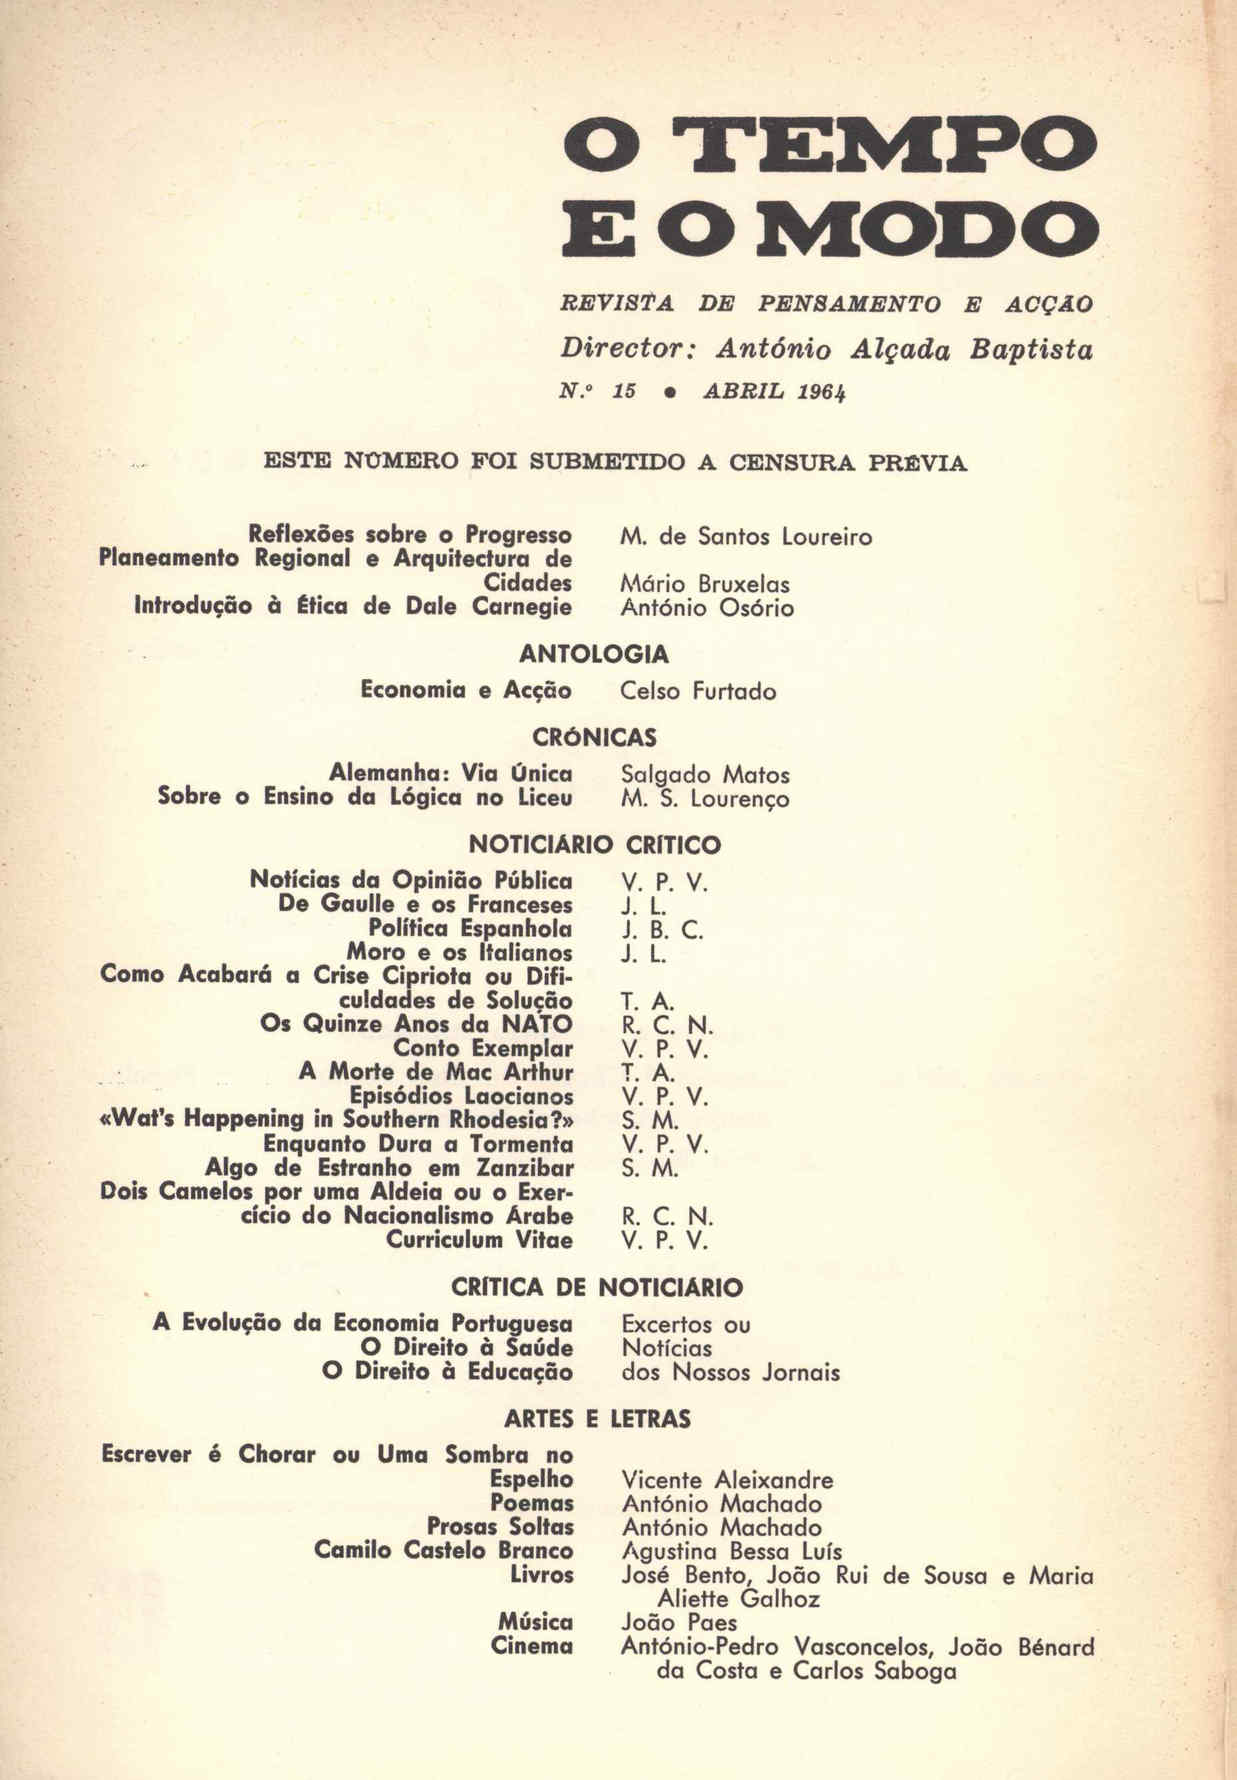 O TEMPO
E O MODO
REVISTA DE PENSAMENTO E ACÇÃO
Director: António Alçada Baptista
N.º 15 • ABRIL 1964
ESTE NÚMERO FOI SUBMETIDO A CENSURA PRÉVIA
Reflexões sobre o Progresso M. de Santos Loureiro
Planeamento Regional e Arquitectura de
Cidades Mário Bruxelas
Introdução à Ética de Dale Carnegie António Osório
ANTOLOGIA
Economia e Acção Celso Furtado
CRÓNICAS
Alemanha: Via Única Salgado Matos
Sobre o Ensino da Lógica no Liceu M. S. Lourenço
NOTICIÁRIO CRÍTICO
Notícias da Opinião Pública V. P. V.
De Gaulle e os Franceses J. L.
Política Espanhola J. B. C.
Moro e os Italianos J. L.
Como Acabará a Crise Cipriota ou Difi-
culdades de Solução T. A.
Os Quinze Anos da NATO R. C. N.
Conto Exemplar V. P. V.
A Morte de Mac Arthur T. A.
Episódios Laocianos V. P. V.
«Wat's Happening in Southern Rhodesia?» S. M.
Enquanto Dura a Tormenta V. P. V.
Algo de Estranho em Zanzibar S. M.
Dois Camelos por uma Aldeia ou o Exer-
cício do Nacionalismo Árabe R. C. N.
Curriculum Vitae V. P. V.
CRÍTICA DE NOTICIÁRIO
A Evolução da Economia Portuguesa Excertos ou
O Direito à Saúde Notícias
O Direito à Educação dos Nossos Jornais
ARTES E LETRAS
Escrever é Chorar ou Uma Sombra no
Espelho Vicente Aleixandre
Poemas António Machado
Prosas Soltas António Machado
Camilo Castelo Branco Agustina Bessa Luís
Livros José Bento, João Rui de Sousa e Maria
Aliette Galhoz
Música João Paes
Cinema António-Pedro Vasconcelos, João Bénard
da Costa e Carlos Saboga